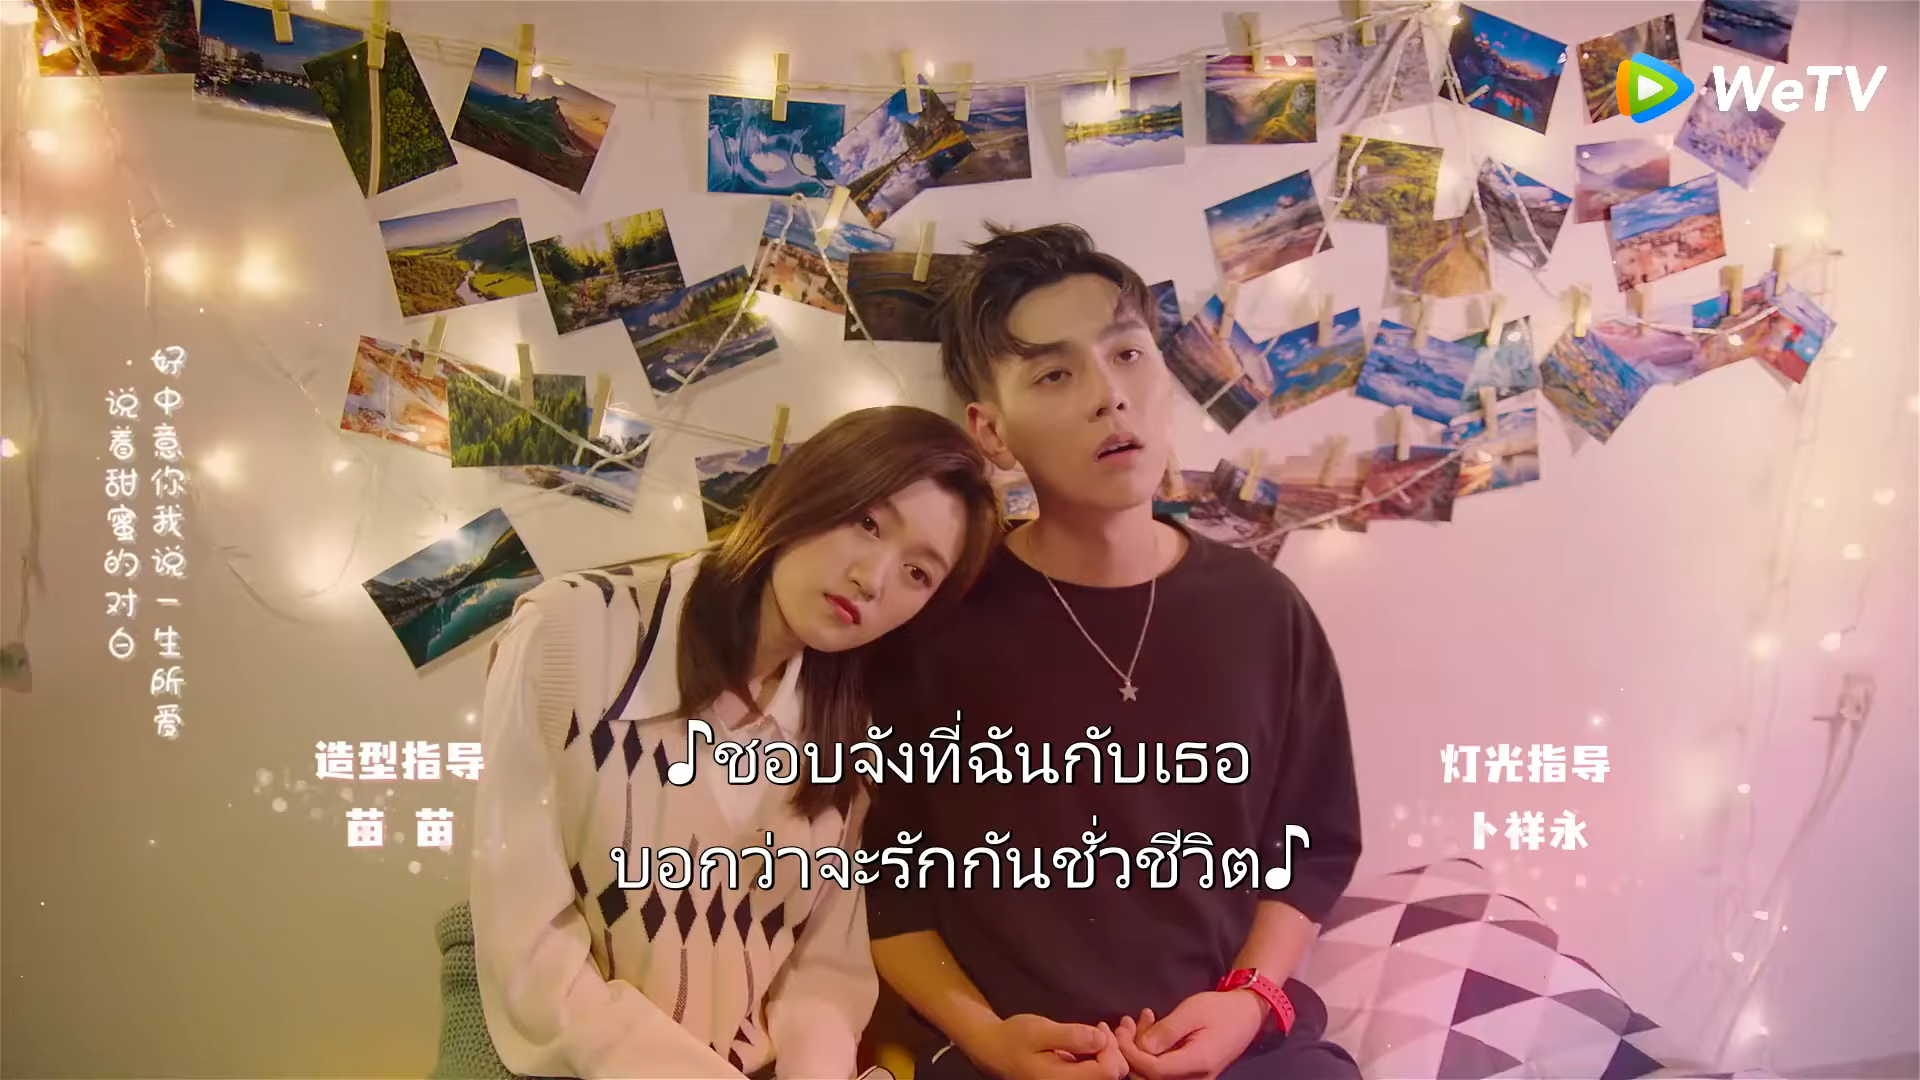 WeTV
好中意你我说一生所爱
说着甜蜜的对白
造型指导
苗 苗
灯光指导
卜祥永
♪ชอบจังที่ฉันกับเธอ
บอกว่าจะรักกันชั่วชีวิต♪